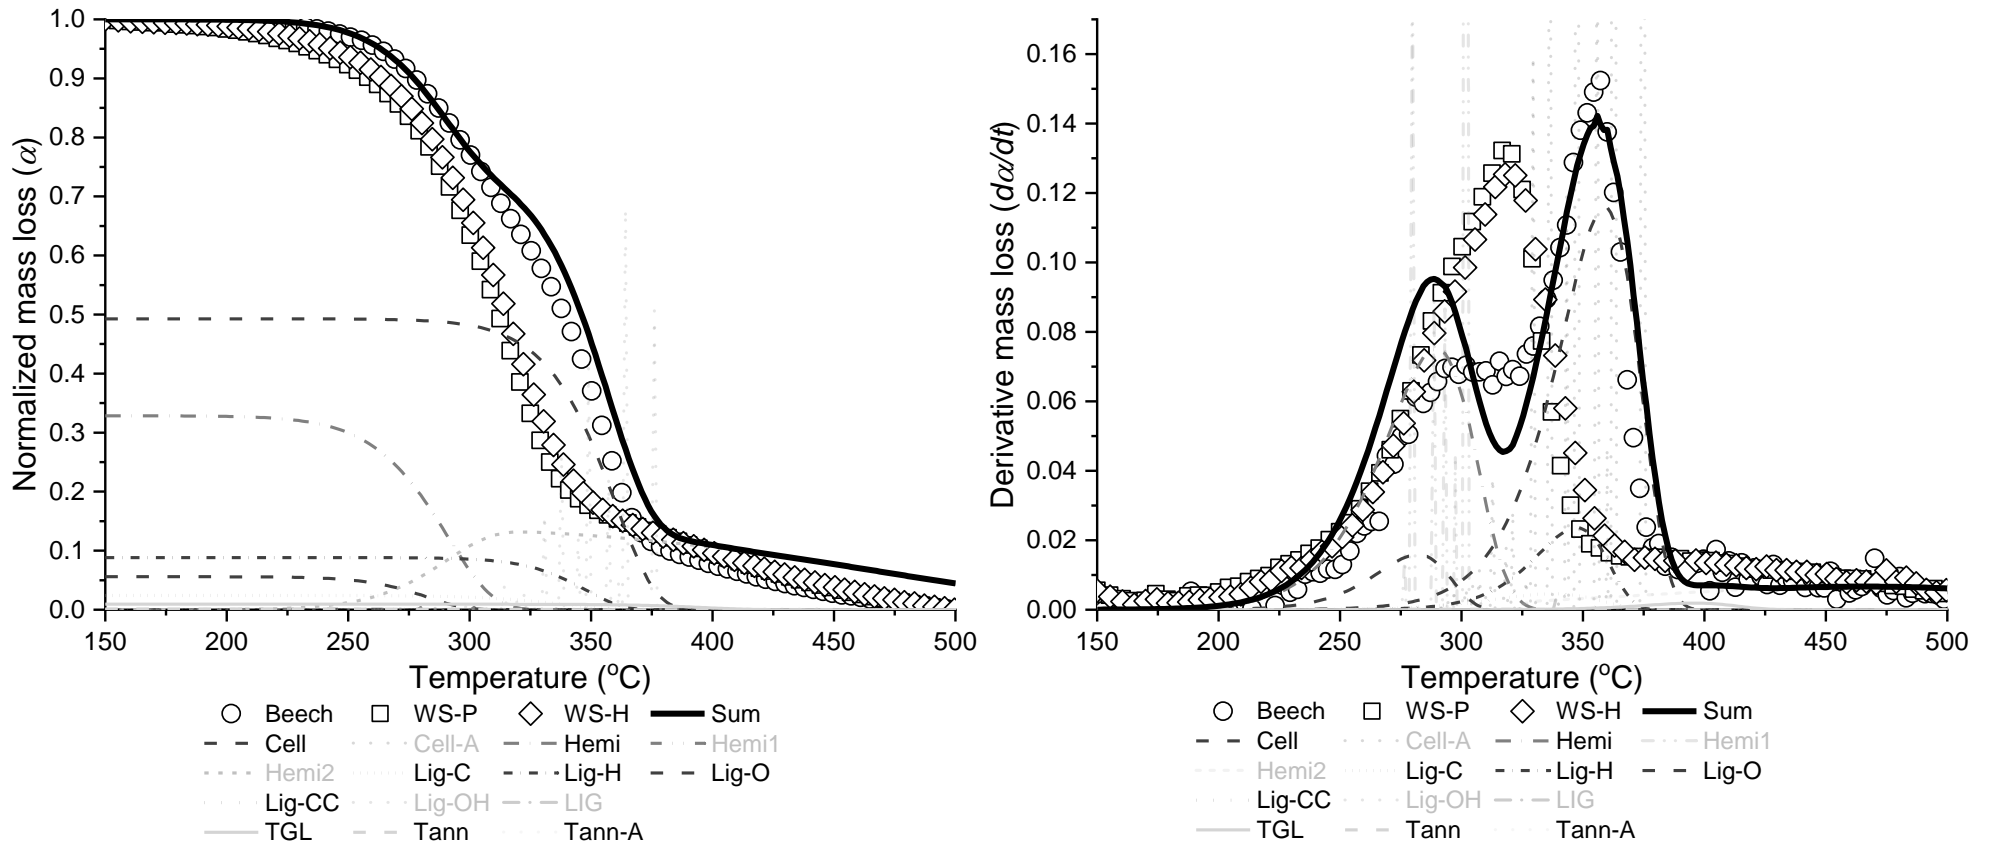 Normalized mass loss (α)
1.0
0.9
0.8
0.7
0.6
0.5
0.4
0.3
0.2
0.1
0.0
150 200 250 300 350 400 450 500
Temperature (°C)
Beech WS-P WS-H Sum
Cell Cell-A Hemi Hemi1
Hemi2 Lig-C Lig-H Lig-O
Lig-CC Lig-OH LIG
TGL Tann Tann-A
Derivative mass loss (dα/dt)
0.16
0.14
0.12
0.10
0.08
0.06
0.04
0.02
0.00
150 200 250 300 350 400 450 500
Temperature (°C)
Beech WS-P WS-H Sum
Cell Cell-A Hemi Hemi1
Hemi2 Lig-C Lig-H Lig-O
Lig-CC Lig-OH LIG
TGL Tann Tann-A